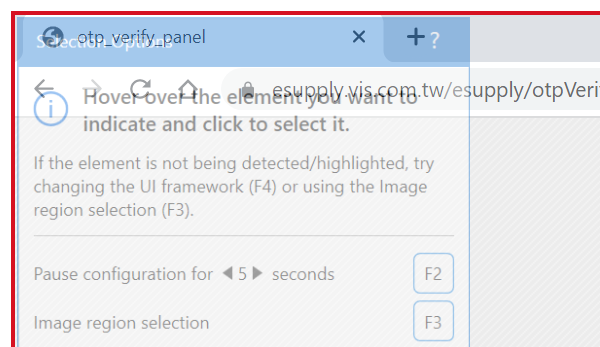 Selection Options
otp_verify_panel
?
esupply.vis.com.tw/esupply/otpVeri
Hover over the element you want to
indicate and click to select it.
If the element is not being detected/highlighted, try
changing the UI framework (F4) or using the Image
region selection (F3).
Pause configuration for 5 seconds
F2
Image region selection
F3